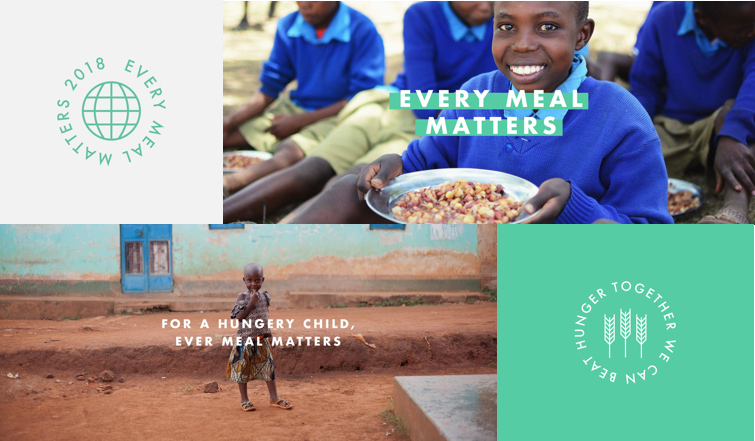 EVERY MEAL MATTERS 2018
EVERY MEAL
MATTERS
FOR A HUNGERY CHILD,
EVER MEAL MATTERS
HUNGER TOGETHER WE CAN BEAT